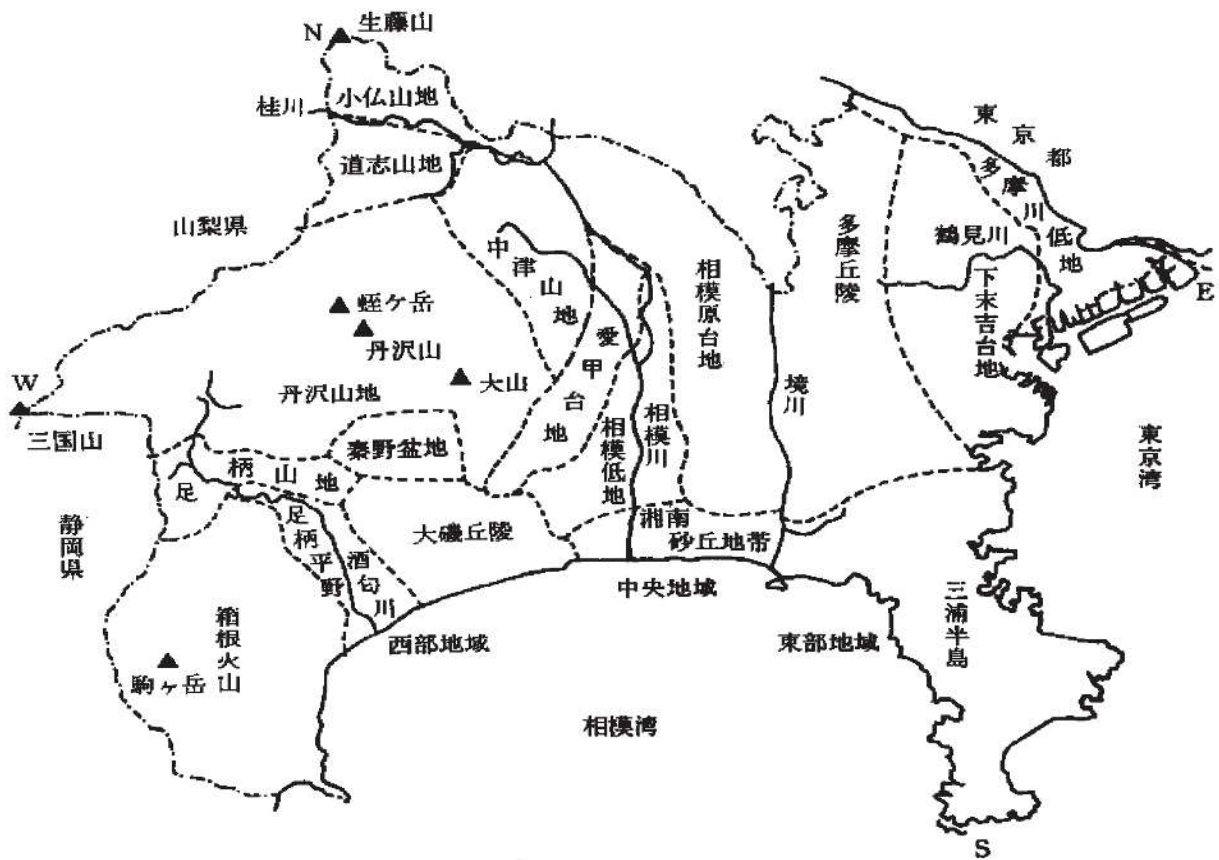 N
生藤山
桂川
小仏山地
道志山地
山梨県
東京都
多摩川低地
鶴見川
多摩丘陵
下末吉台地
E
中津山地
相模原台地
蛭ケ岳
丹沢山
大山
愛甲台地
境川
W
三国山
丹沢山地
秦野盆地
相模低地
相模川
東京湾
足柄山地
静岡県
大磯丘陵
湘南
砂丘地帯
足柄平野
酒匂川
中央地域
西部地域
東部地域
三浦半島
箱根火山
駒ヶ岳
相模湾
S